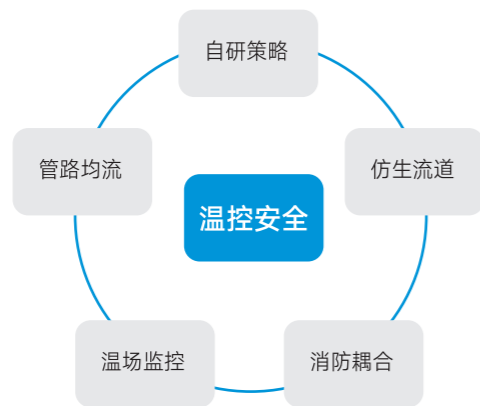 自研策略
管路均流
仿生流道
温控安全
温场监控
消防耦合